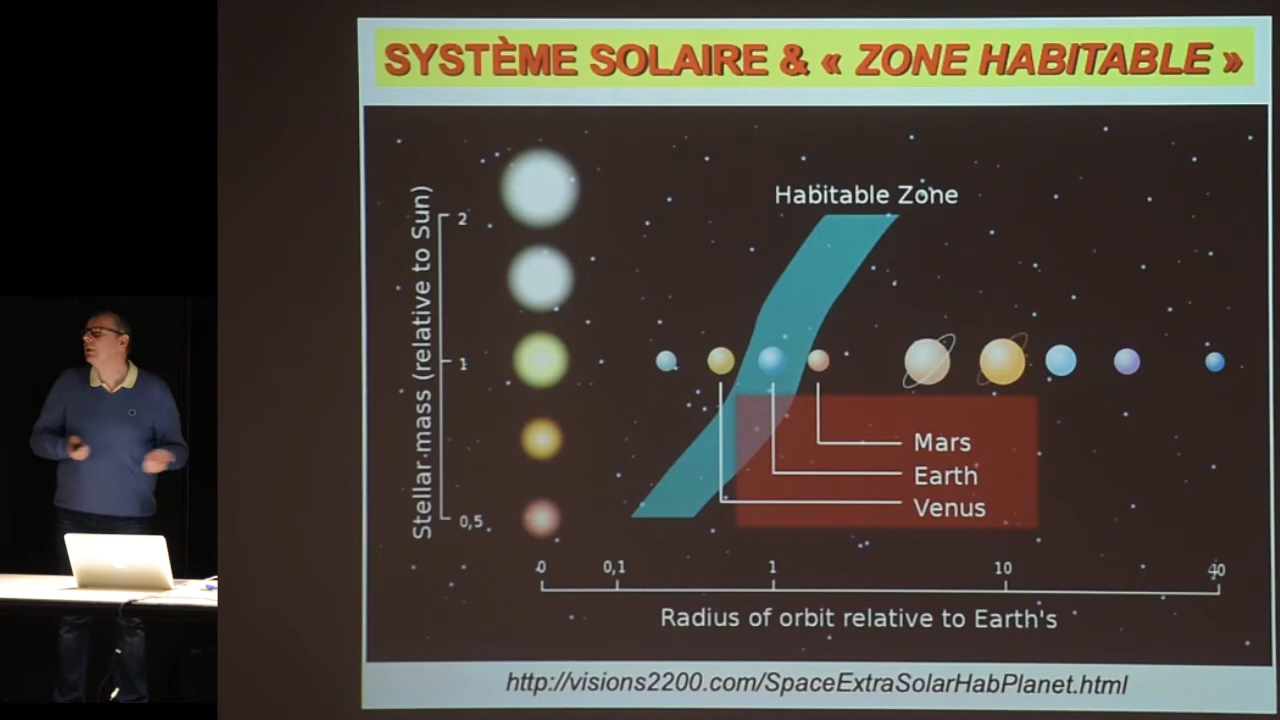 SYSTÈME SOLAIRE & « ZONE HABITABLE »
Habitable Zone
Stellar mass (relative to Sun)
2
1
0,5
Mars
Earth
Venus
0
0,1
1
10
40
Radius of orbit relative to Earth's
http://visions2200.com/SpaceExtraSolarHabPlanet.html